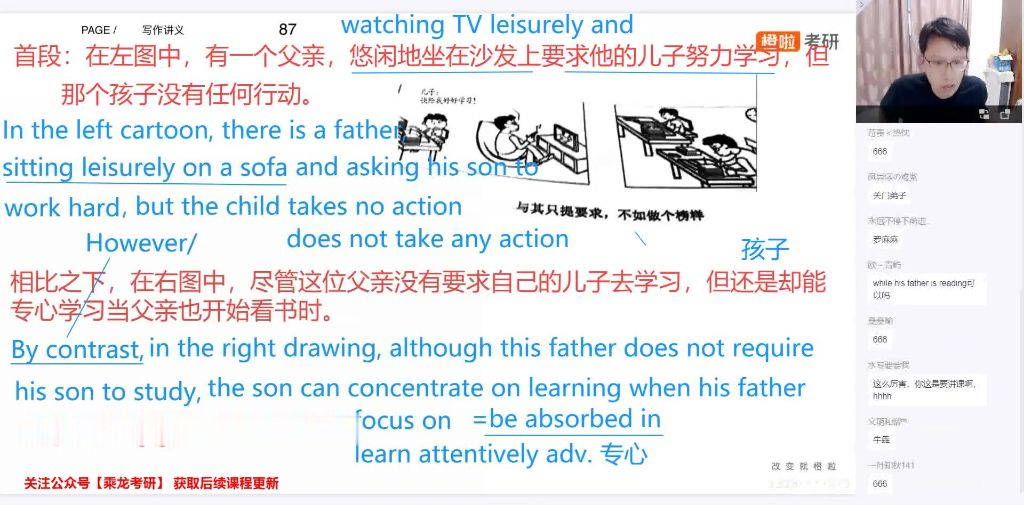 PAGE / 写作讲义 87
watching TV leisurely and
橙啦 考研
首段：在左图中，有一个父亲，悠闲地坐在沙发上要求他的儿子努力学习，但
那个孩子没有任何行动。
儿子：
快给我好好学习！
In the left cartoon, there is a father,
sitting leisurely on a sofa and asking his son to
work hard, but the child takes no action
与其只提要求，不如做个榜样
However/
does not take any action
孩子
相比之下，在右图中，尽管这位父亲没有要求自己的儿子去学习，但还是却能
专心学习当父亲也开始看书时。
By contrast, in the right drawing, although this father does not require
his son to study, the son can concentrate on learning when his father
focus on =be absorbed in
learn attentively adv. 专心
改变就橙啦
关注公众号【乘龙考研】 获取后续课程更新
666
关门弟子
罗麻麻
while his father is reading可
以吗
666
这么厉害，你这是要讲课啊，
hhhh
牛蠢
666